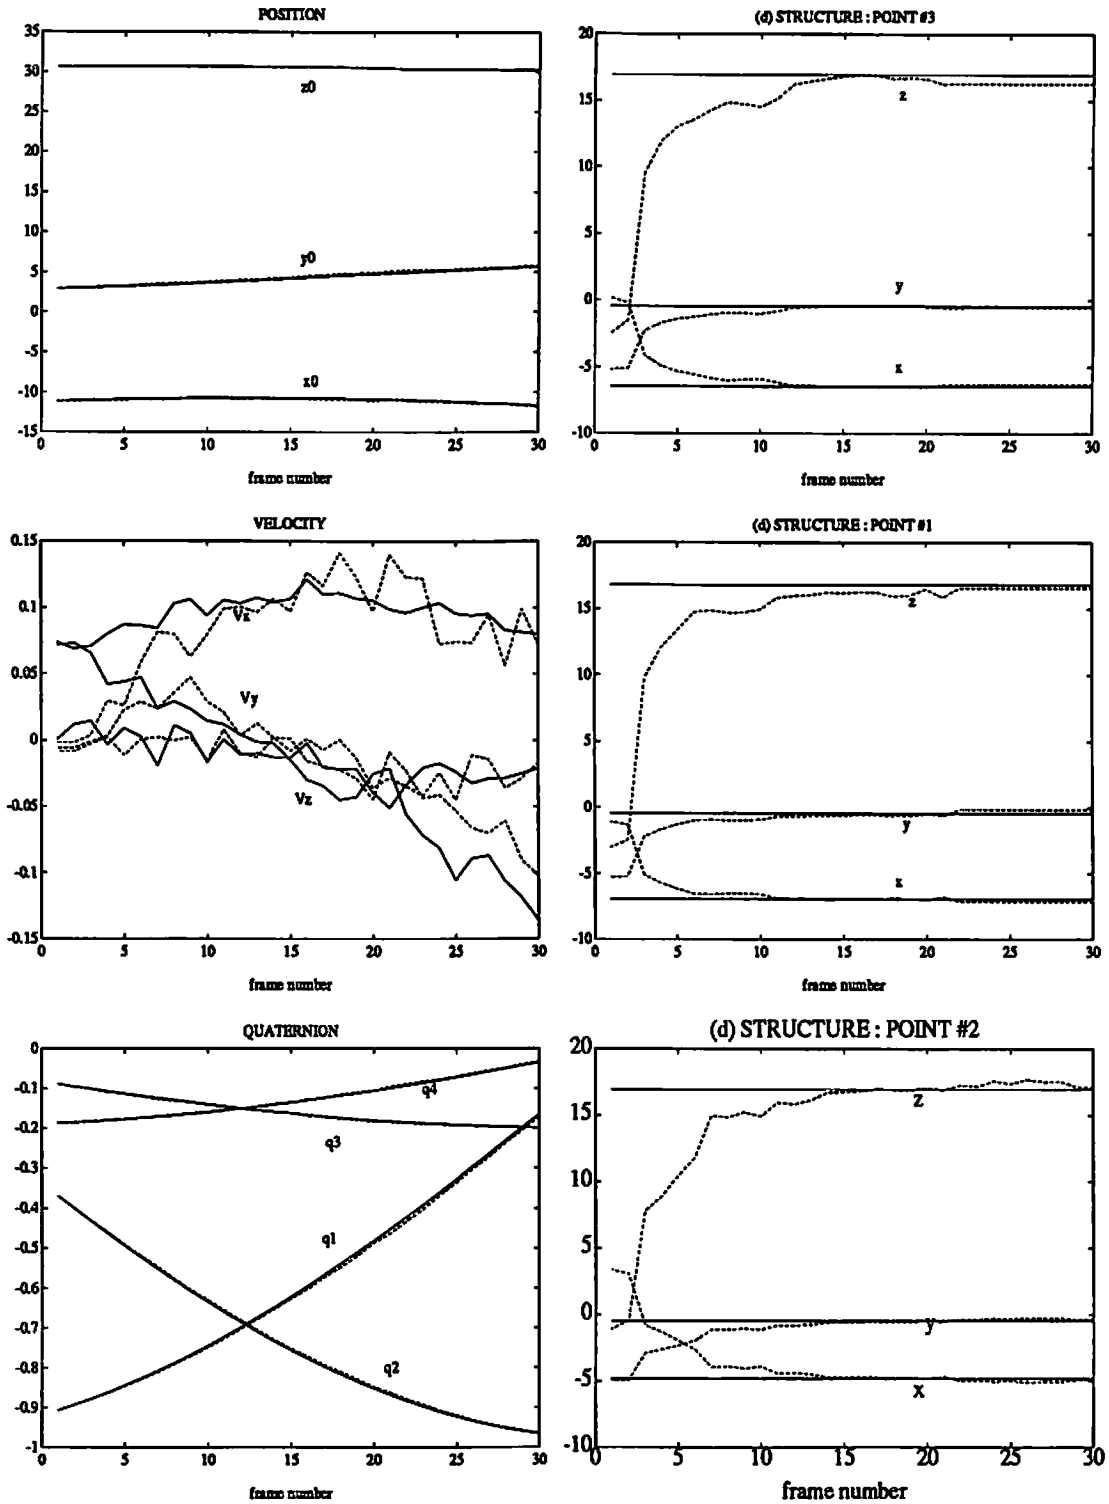 POSITION
35
30
25
20
15
10
5
0
-5
-10
-15
z0
y0
x0
0 5 10 15 20 25 30
frame number
(d) STRUCTURE : POINT #3
20
15
10
5
0
-5
-10
z
y
x
0 5 10 15 20 25 30
frame number
VELOCITY
0.15
0.1
0.05
0
-0.05
-0.1
-0.15
Vx
Vy
Vz
0 5 10 15 20 25 30
frame number
(d) STRUCTURE : POINT #1
20
15
10
5
0
-5
-10
z
y
x
0 5 10 15 20 25 30
frame number
QUATERNION
0
-0.1
-0.2
-0.3
-0.4
-0.5
-0.6
-0.7
-0.8
-0.9
-1
q4
q3
q1
q2
0 5 10 15 20 25 30
frame number
(d) STRUCTURE : POINT #2
20
15
10
5
0
-5
-10
z
y
x
0 5 10 15 20 25 30
frame number